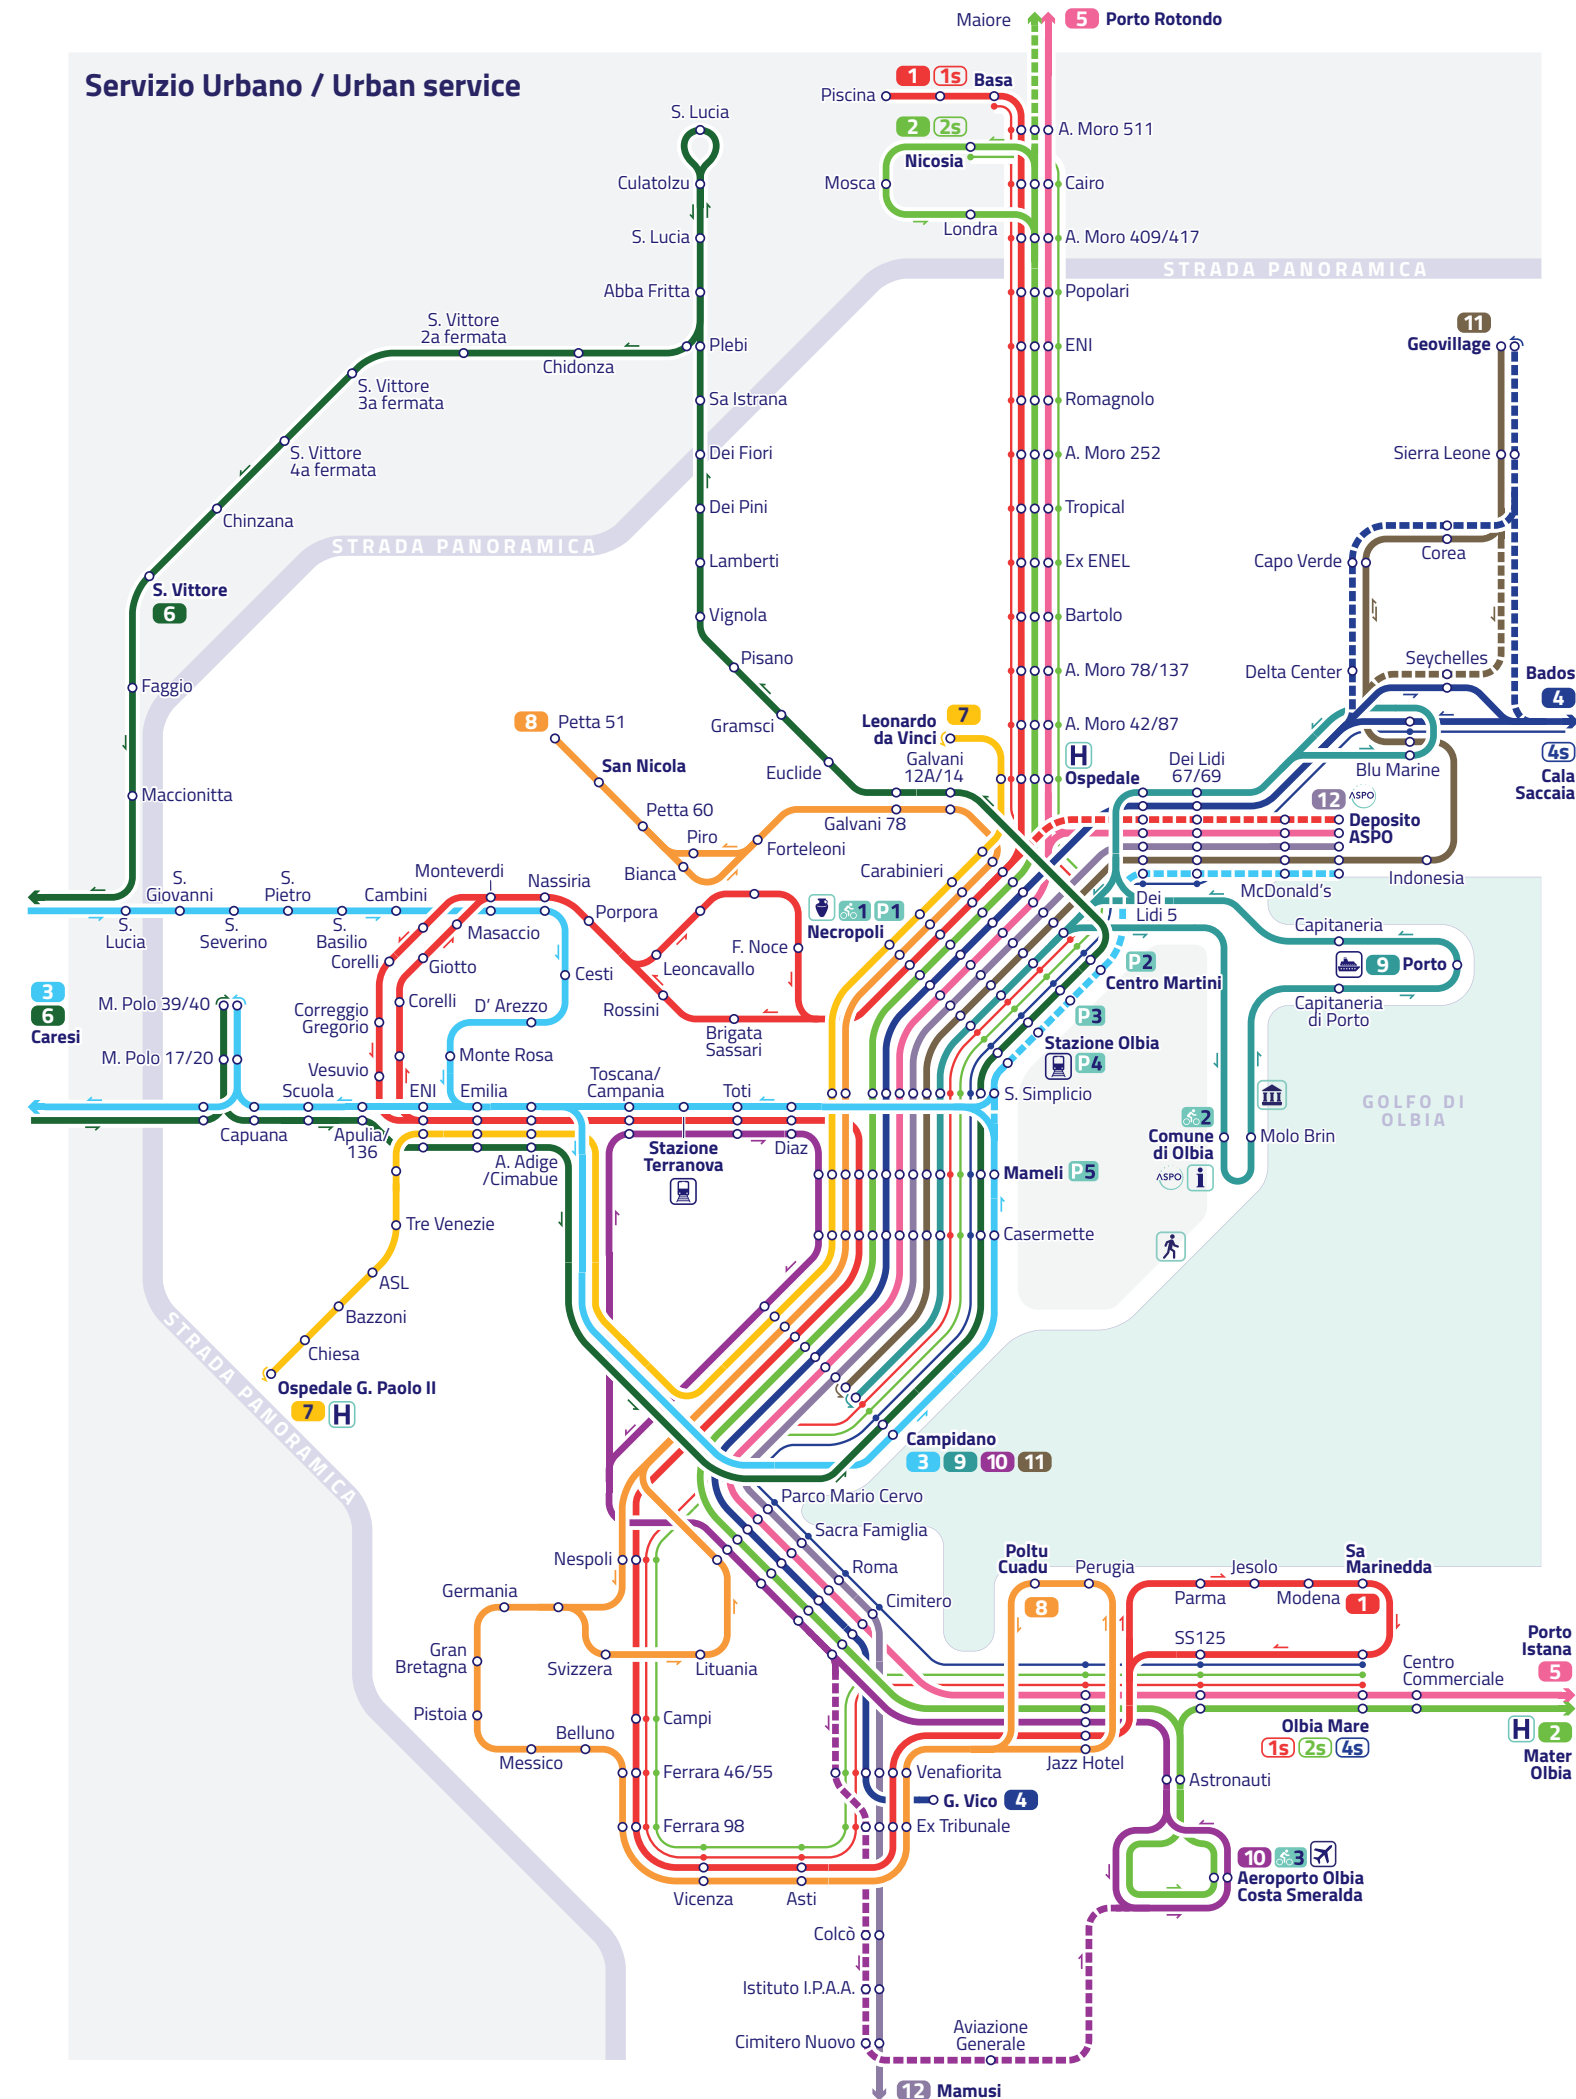 Maiore
5 Porto Rotondo
Servizio Urbano / Urban service
1 1s Basa
Piscina
S. Lucia
2 2s
A. Moro 511
Nicosia
Culatolzu
Mosca
Cairo
Londra
S. Lucia
A. Moro 409/417
STRADA PANORAMICA
Abba Fritta
Popolari
S. Vittore
2a fermata
11
Plebi
ENI
Geovillage
Chidonza
S. Vittore
3a fermata
Sa Istrana
Romagnolo
S. Vittore
4a fermata
Dei Fiori
A. Moro 252
Sierra Leone
Chinzana
Dei Pini
Tropical
STRADA PANORAMICA
Corea
Lamberti
Ex ENEL
Capo Verde
S. Vittore
6
Vignola
Bartolo
Pisano
Seychelles
Faggio
A. Moro 78/137
Delta Center
Bados
4
Gramsci
8 Petta 51
Leonardo
da Vinci
7
A. Moro 42/87
4s
Cala
Saccaia
San Nicola
Euclide
Galvani
12A/14
H
Ospedale
Dei Lidi
67/69
Blu Marine
Maccionitta
Petta 60
Galvani 78
12 ASPO
Deposito
ASPO
Piro
Forteleoni
Bianca
Carabinieri
Monteverdi
Nassiria
S.
Giovanni
S.
Pietro
Cambini
McDonald's
Indonesia
S.
Lucia
S.
Severino
S.
Basilio
Masaccio
Porpora
Necropoli
1 P1
Dei
Lidi 5
Capitaneria
Corelli
Giotto
Leoncavallo
F. Noce
P2
Centro Martini
9 Porto
3
6
Caresi
M. Polo 39/40
Cesti
Corelli
D' Arezzo
Rossini
Correggio
Gregorio
Capitaneria
di Porto
P3
Brigata
Sassari
Stazione Olbia
P4
M. Polo 17/20
Vesuvio
Monte Rosa
Scuola
ENI
Emilia
Toscana/
Campania
Toti
S. Simplicio
GOLFO DI
OLBIA
Capuana
Apulia/
136
A. Adige
/Cimabue
Stazione
Terranova
Diaz
2
Comune
di Olbia
Molo Brin
Mameli P5
ASPO i
Tre Venezie
Casermette
ASL
Bazzoni
Chiesa
STRADA PANORAMICA
Ospedale G. Paolo II
7 H
Campidano
3 9 10 11
Parco Mario Cervo
Sacra Famiglia
Nespoli
Roma
Poltu
Cuadu
8
Perugia
Jesolo
Sa
Marinedda
1
Parma
Modena
Germania
Cimitero
Gran
Bretagna
Svizzera
Lituania
SS125
Porto
Istana
5
Centro
Commerciale
Pistoia
Campi
Belluno
Olbia Mare
1s 2s 4s
H 2
Mater
Olbia
Messico
Jazz Hotel
Ferrara 46/55
Venafiorita
Astronauti
G. Vico 4
Ferrara 98
Ex Tribunale
10 3
Aeroporto Olbia
Costa Smeralda
Vicenza
Asti
Colcò
Istituto I.P.A.A.
Aviazione
Generale
Cimitero Nuovo
12 Mamusi